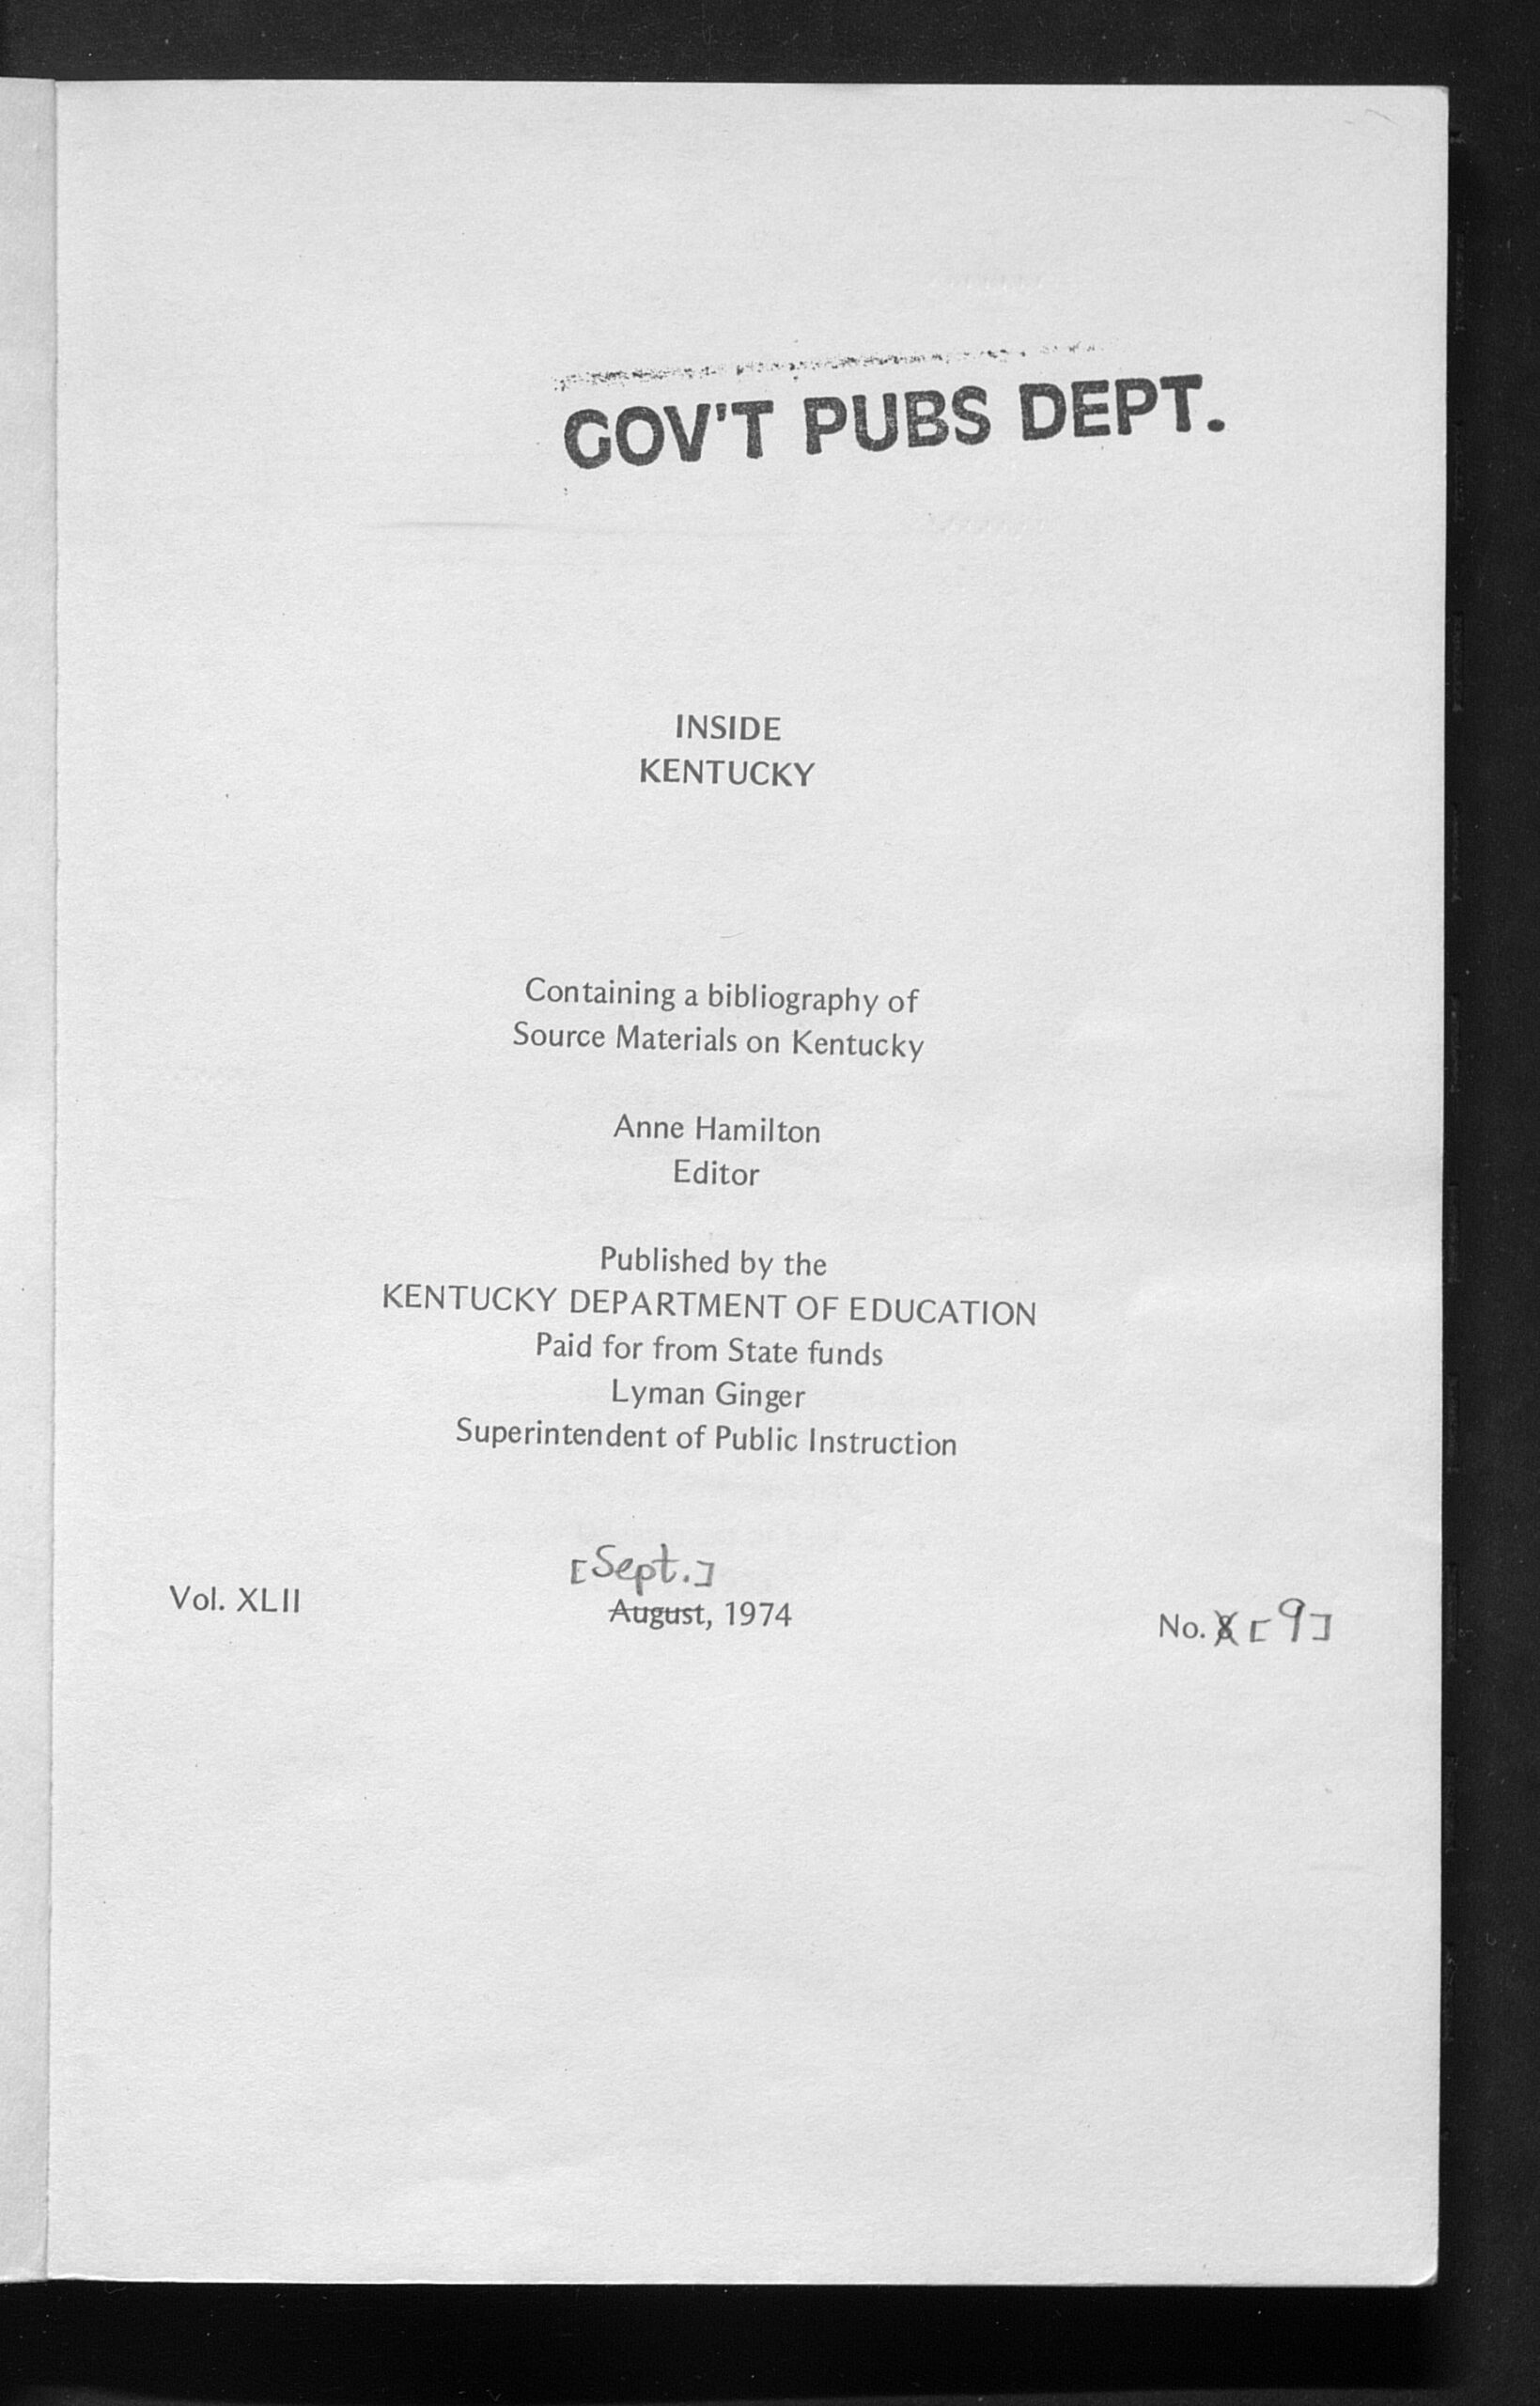 GOV'T PUBS DEPT.
INSIDE
KENTUCKY
Containing a bibliography of
Source Materials on Kentucky
Anne Hamilton
Editor
Published by the
KENTUCKY DEPARTMENT OF EDUCATION
Paid for from State funds
Lyman Ginger
Superintendent of Public Instruction
[Sept.]
Vol. XLII August, 1974 No. 8 [9]